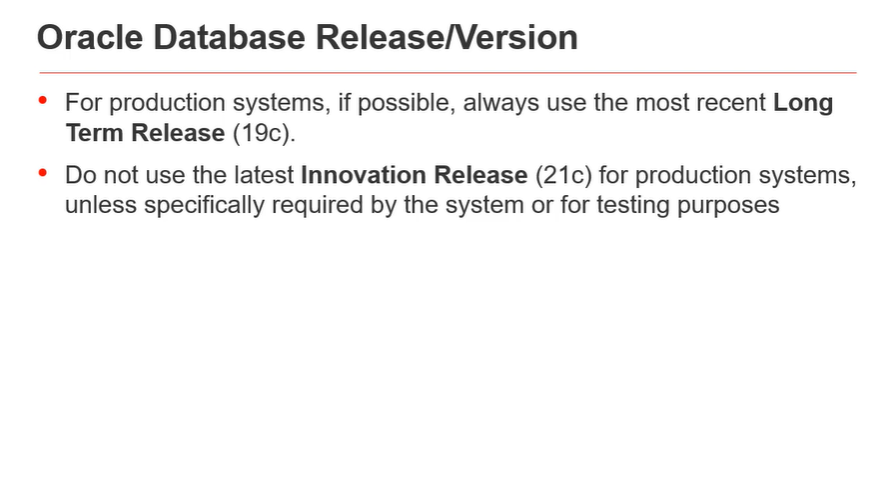 Oracle Database Release/Version
• For production systems, if possible, always use the most recent Long
Term Release (19c).
• Do not use the latest Innovation Release (21c) for production systems,
unless specifically required by the system or for testing purposes